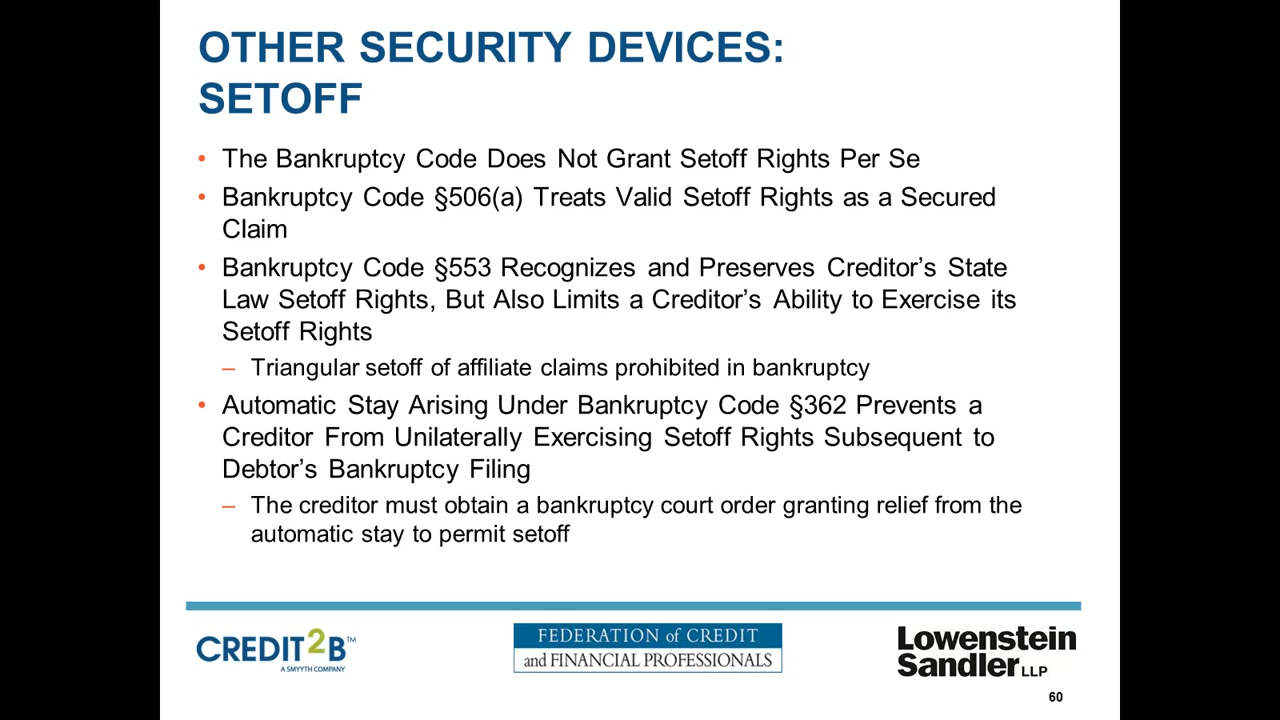 OTHER SECURITY DEVICES:
SETOFF
• The Bankruptcy Code Does Not Grant Setoff Rights Per Se
• Bankruptcy Code §506(a) Treats Valid Setoff Rights as a Secured
Claim
• Bankruptcy Code §553 Recognizes and Preserves Creditor’s State
Law Setoff Rights, But Also Limits a Creditor’s Ability to Exercise its
Setoff Rights
– Triangular setoff of affiliate claims prohibited in bankruptcy
• Automatic Stay Arising Under Bankruptcy Code §362 Prevents a
Creditor From Unilaterally Exercising Setoff Rights Subsequent to
Debtor’s Bankruptcy Filing
– The creditor must obtain a bankruptcy court order granting relief from the
automatic stay to permit setoff
CREDIT2B™
A SMYYTH COMPANY
FEDERATION of CREDIT
and FINANCIAL PROFESSIONALS
Lowenstein
Sandler LLP
60